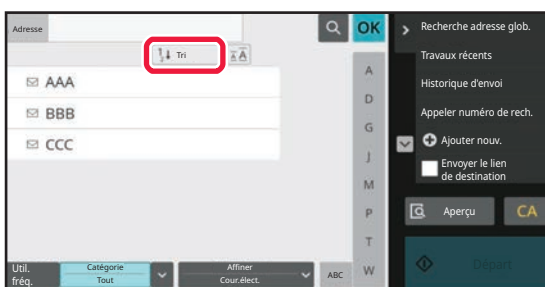 Adresse
OK
Tri
AA
AAA
BBB
CCC
A
D
G
J
M
P
T
W
Util.
fréq.
Catégorie
Tout
Affiner
Cour.élect.
ABC
Recherche adresse glob.
Travaux récents
Historique d'envoi
Appeler numéro de rech.
Ajouter nouv.
Envoyer le lien
de destination
Aperçu
CA
Départ